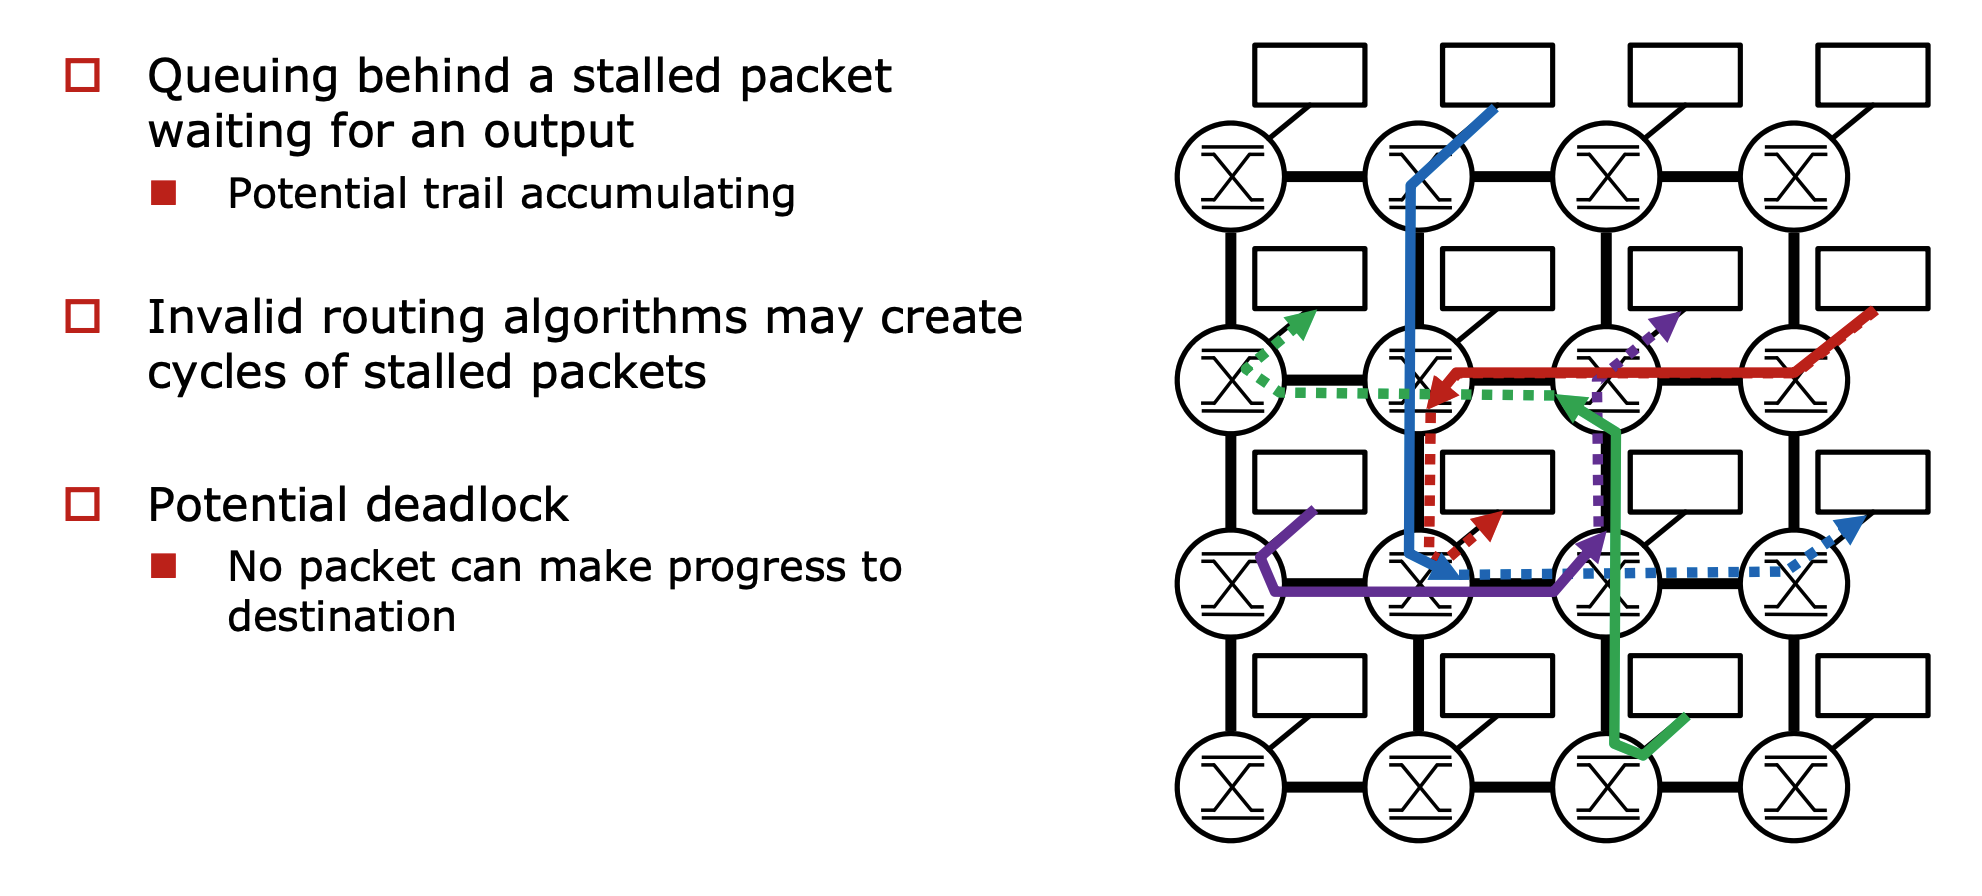 Queuing behind a stalled packet
waiting for an output
Potential trail accumulating
Invalid routing algorithms may create
cycles of stalled packets
Potential deadlock
No packet can make progress to
destination